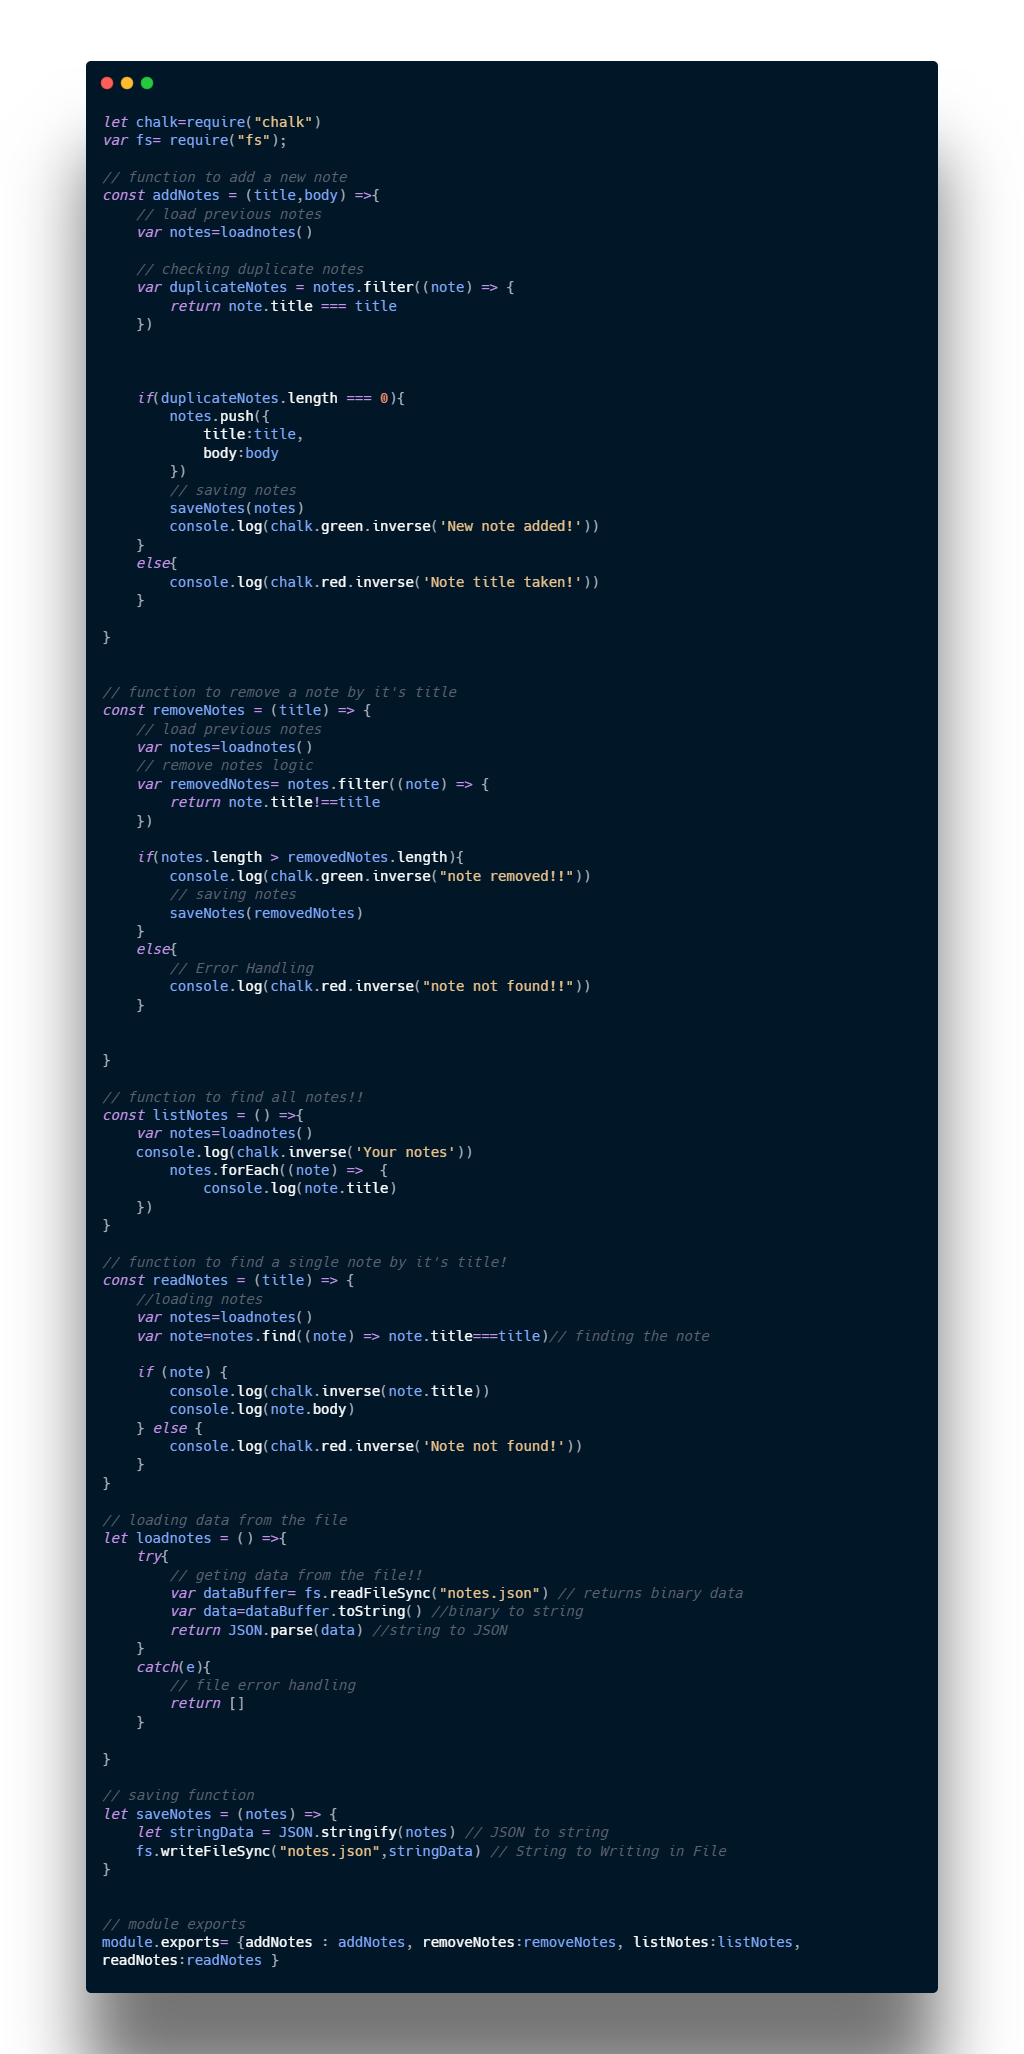 let chalk=require("chalk")
var fs= require("fs");
// function to add a new note
const addNotes = (title,body) =>{
    // load previous notes
    var notes=loadnotes()
    // checking duplicate notes
    var duplicateNotes = notes.filter((note) => {
        return note.title === title
    })
    if(duplicateNotes.length === 0){
        notes.push({
            title:title,
            body:body
        })
        // saving notes
        saveNotes(notes)
        console.log(chalk.green.inverse('New note added!'))
    }
    else{
        console.log(chalk.red.inverse('Note title taken!'))
    }
}
// function to remove a note by it's title
const removeNotes = (title) => {
    // load previous notes
    var notes=loadnotes()
    // remove notes logic
    var removedNotes= notes.filter((note) => {
        return note.title!==title
    })
    if(notes.length > removedNotes.length){
        console.log(chalk.green.inverse("note removed!!"))
        // saving notes
        saveNotes(removedNotes)
    }
    else{
        // Error Handling
        console.log(chalk.red.inverse("note not found!!"))
    }
}
// function to find all notes!!
const listNotes = () =>{
    var notes=loadnotes()
    console.log(chalk.inverse('Your notes'))
        notes.forEach((note) =>  {
            console.log(note.title)
    })
}
// function to find a single note by it's title!
const readNotes = (title) => {
    //loading notes
    var notes=loadnotes()
    var note=notes.find((note) => note.title===title)// finding the note
    if (note) {
        console.log(chalk.inverse(note.title))
        console.log(note.body)
    } else {
        console.log(chalk.red.inverse('Note not found!'))
    }
}
// loading data from the file
let loadnotes = () =>{
    try{
        // geting data from the file!!
        var dataBuffer= fs.readFileSync("notes.json") // returns binary data
        var data=dataBuffer.toString() //binary to string
        return JSON.parse(data) //string to JSON
    }
    catch(e){
        // file error handling
        return []
    }
}
// saving function
let saveNotes = (notes) => {
    let stringData = JSON.stringify(notes) // JSON to string
    fs.writeFileSync("notes.json",stringData) // String to Writing in File
}
// module exports
module.exports= {addNotes : addNotes, removeNotes:removeNotes, listNotes:listNotes,
readNotes:readNotes }